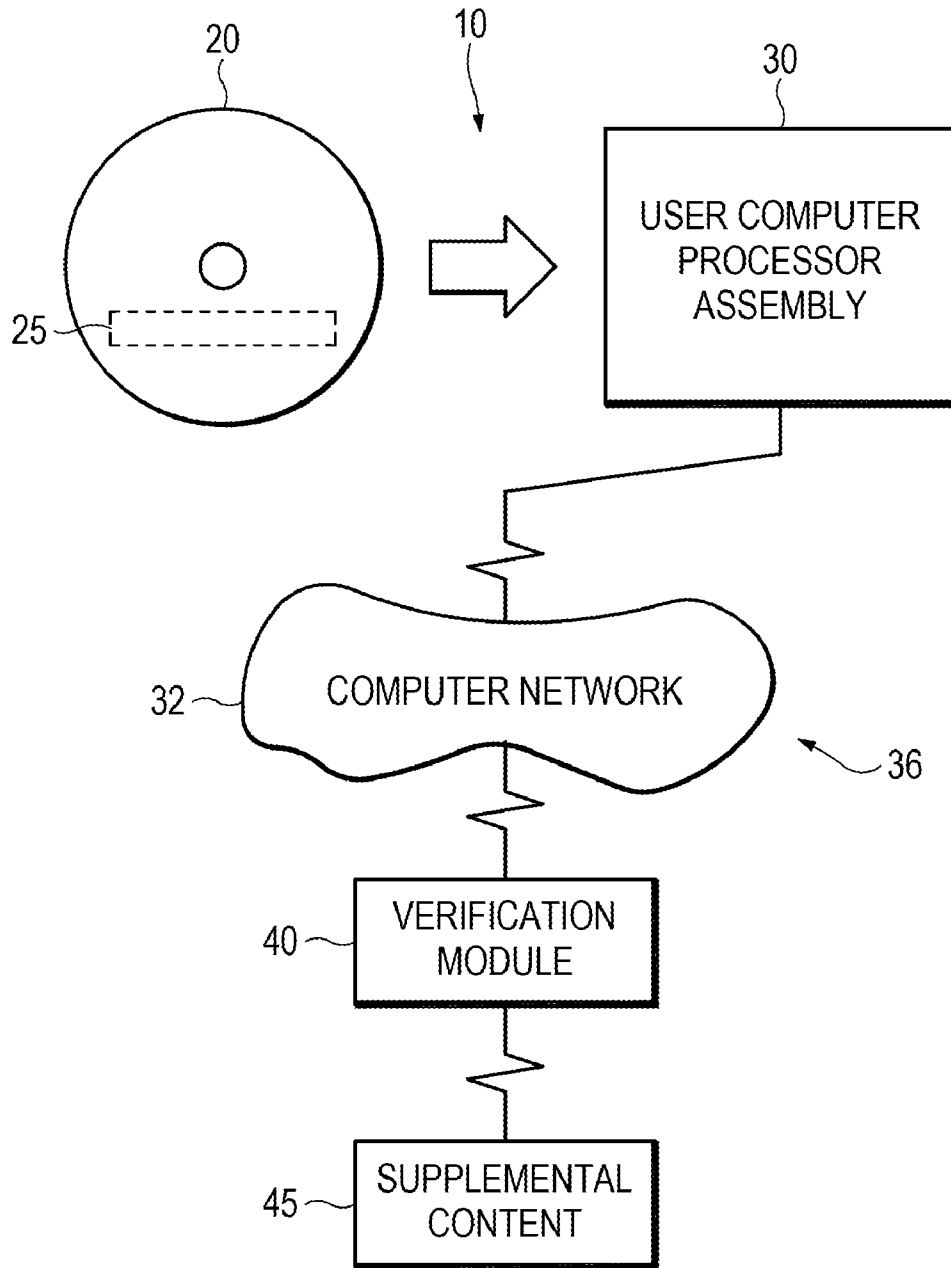 10
20
30
USER COMPUTER
PROCESSOR
ASSEMBLY
25
COMPUTER NETWORK
32
36
VERIFICATION
MODULE
40
SUPPLEMENTAL
CONTENT
45